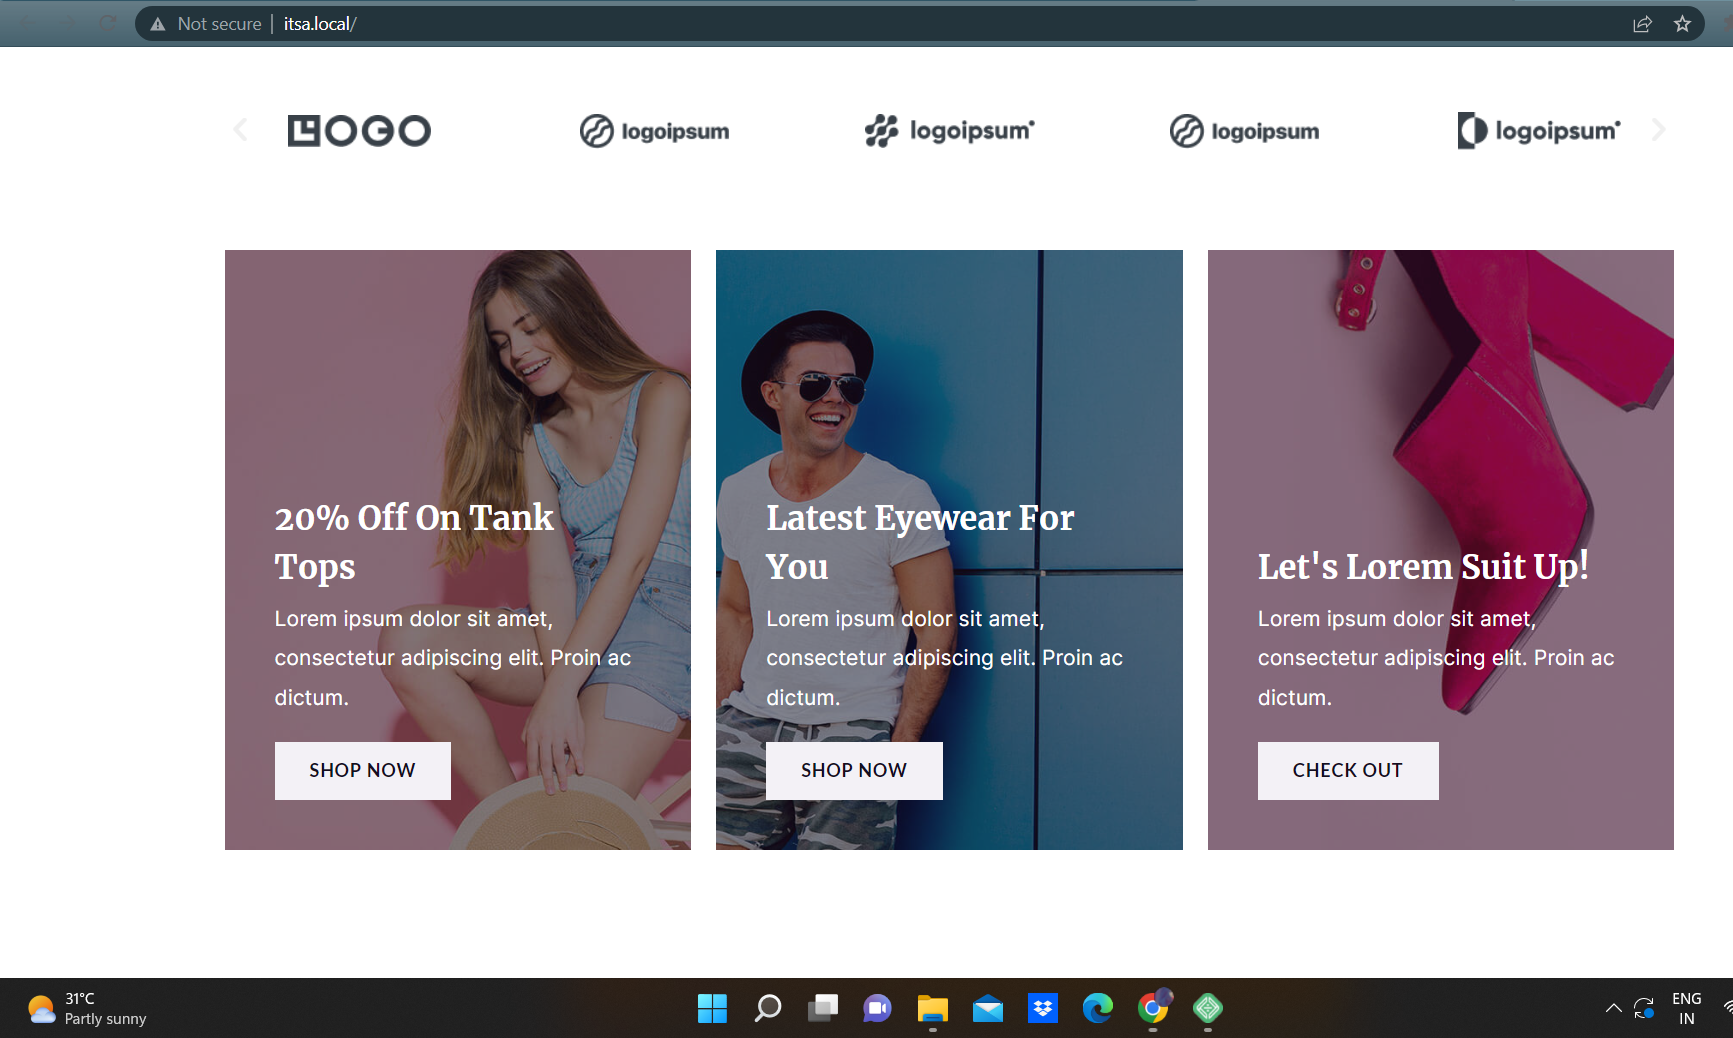 Not secure | itsa.local/
LOGO logoipsum logoipsum logoipsum logoipsum
20% Off On Tank
Tops
Lorem ipsum dolor sit amet,
consectetur adipiscing elit. Proin ac
dictum.
SHOP NOW
Latest Eyewear For
You
Lorem ipsum dolor sit amet,
consectetur adipiscing elit. Proin ac
dictum.
SHOP NOW
Let's Lorem Suit Up!
Lorem ipsum dolor sit amet,
consectetur adipiscing elit. Proin ac
dictum.
CHECK OUT
31°C
Partly sunny
ENG
IN